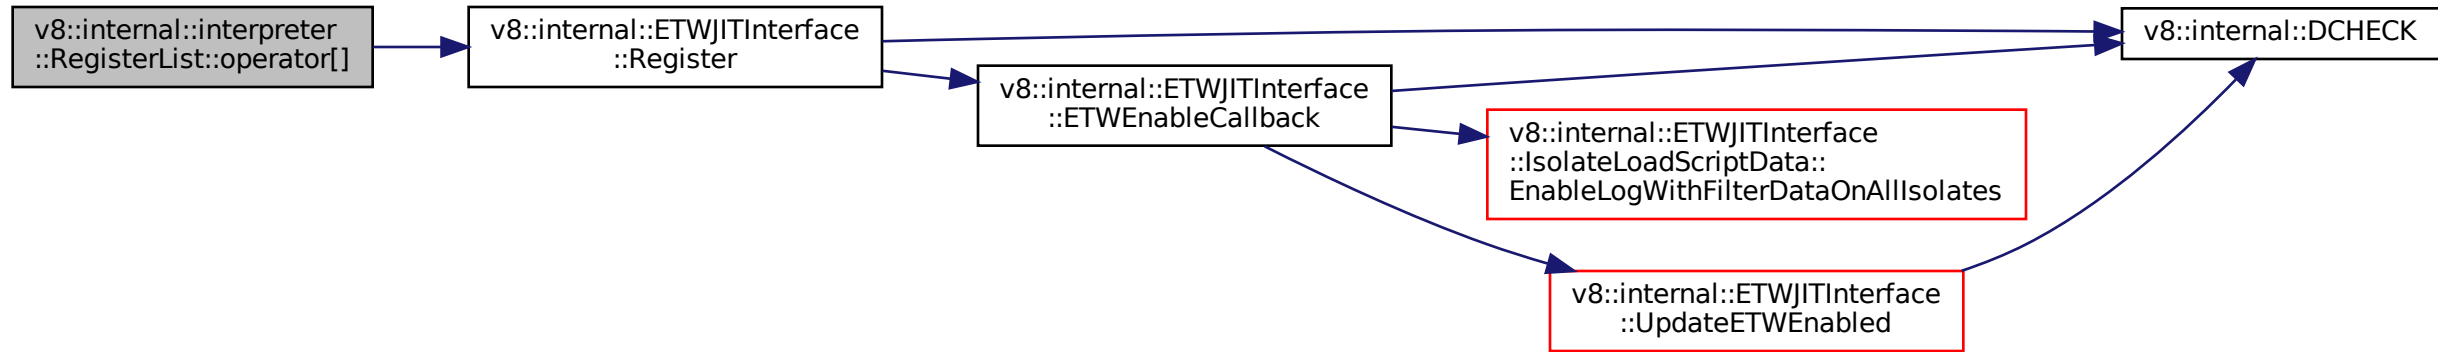 v8::internal::interpreter
::RegisterList::operator[]
v8::internal::ETWJITInterface
::Register
v8::internal::ETWJITInterface
::ETWEnableCallback
v8::internal::DCHECK
v8::internal::ETWJITInterface
::IsolateLoadScriptData::
EnableLogWithFilterDataOnAllIsolates
v8::internal::ETWJITInterface
::UpdateETWEnabled